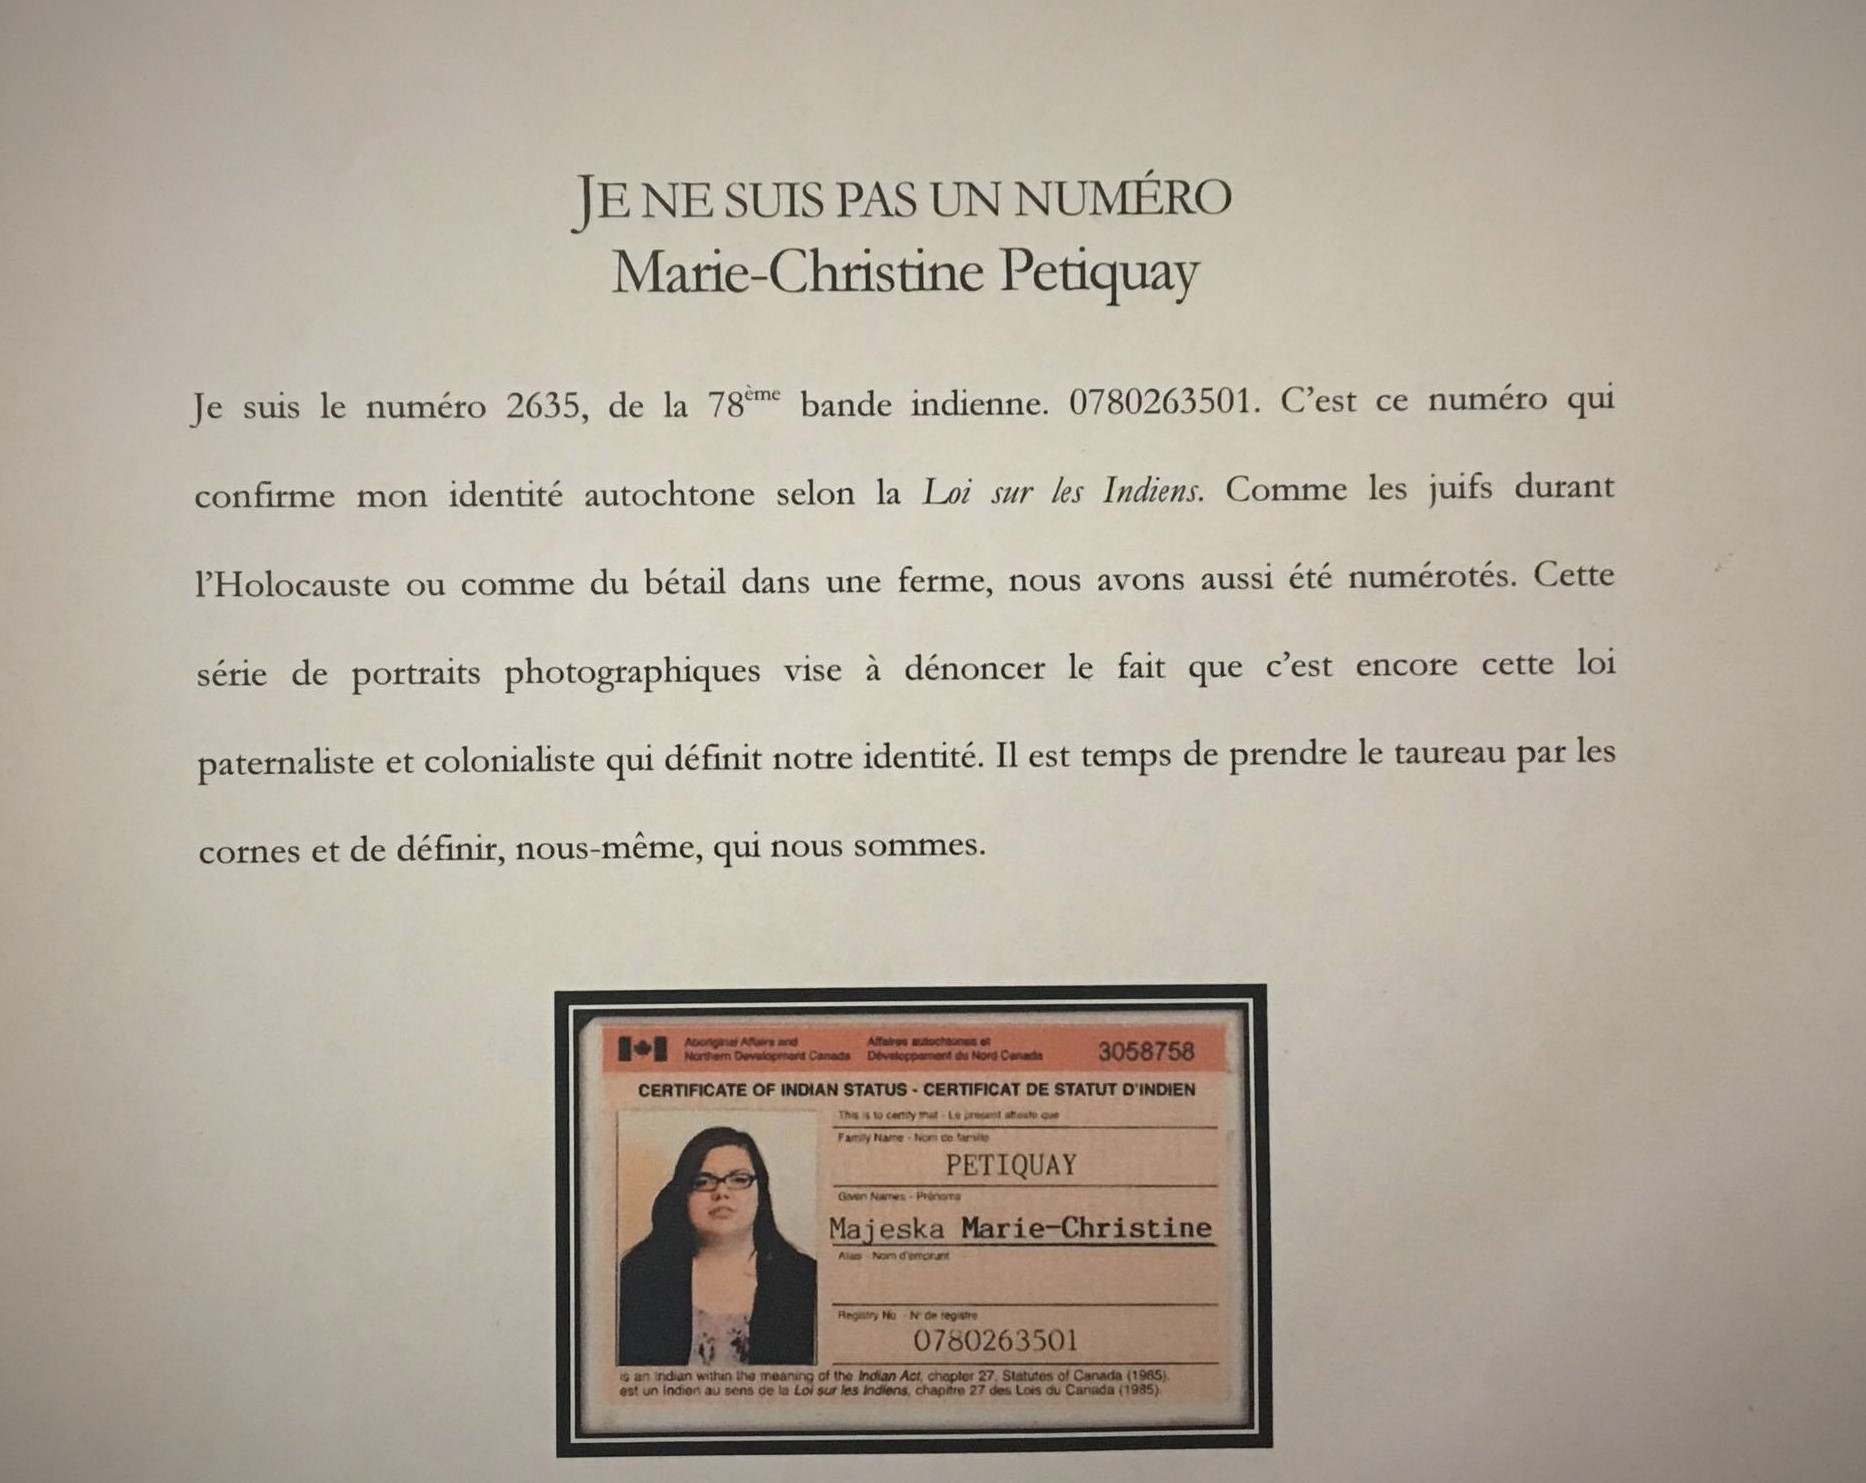 JE NE SUIS PAS UN NUMÉRO
Marie-Christine Petiquay
Je suis le numéro 2635, de la 78ème bande indienne. 0780263501. C'est ce numéro qui
confirme mon identité autochtone selon la Loi sur les Indiens. Comme les juifs durant
l'Holocauste ou comme du bétail dans une ferme, nous avons aussi été numérotés. Cette
série de portraits photographiques vise à dénoncer le fait que c'est encore cette loi
paternaliste et colonialiste qui définit notre identité. Il est temps de prendre le taureau par les
cornes et de définir, nous-même, qui nous sommes.
Aboriginal Affairs and
Northern Development Canada
Affaires autochtones et
Développement du Nord Canada
3058758
CERTIFICATE OF INDIAN STATUS - CERTIFICAT DE STATUT D'INDIEN
This is to certify that - Le présent atteste que
Family Name - Nom de famille
PETIQUAY
Given Names - Prénoms
Majeska Marie-Christine
Alias - Nom d'emprunt
Registry No - N° de registre
0780263501
is an Indian within the meaning of the Indian Act, chapter 27, Statutes of Canada (1985).
est un Indien au sens de la Loi sur les Indiens, chapitre 27 des Lois du Canada (1985).